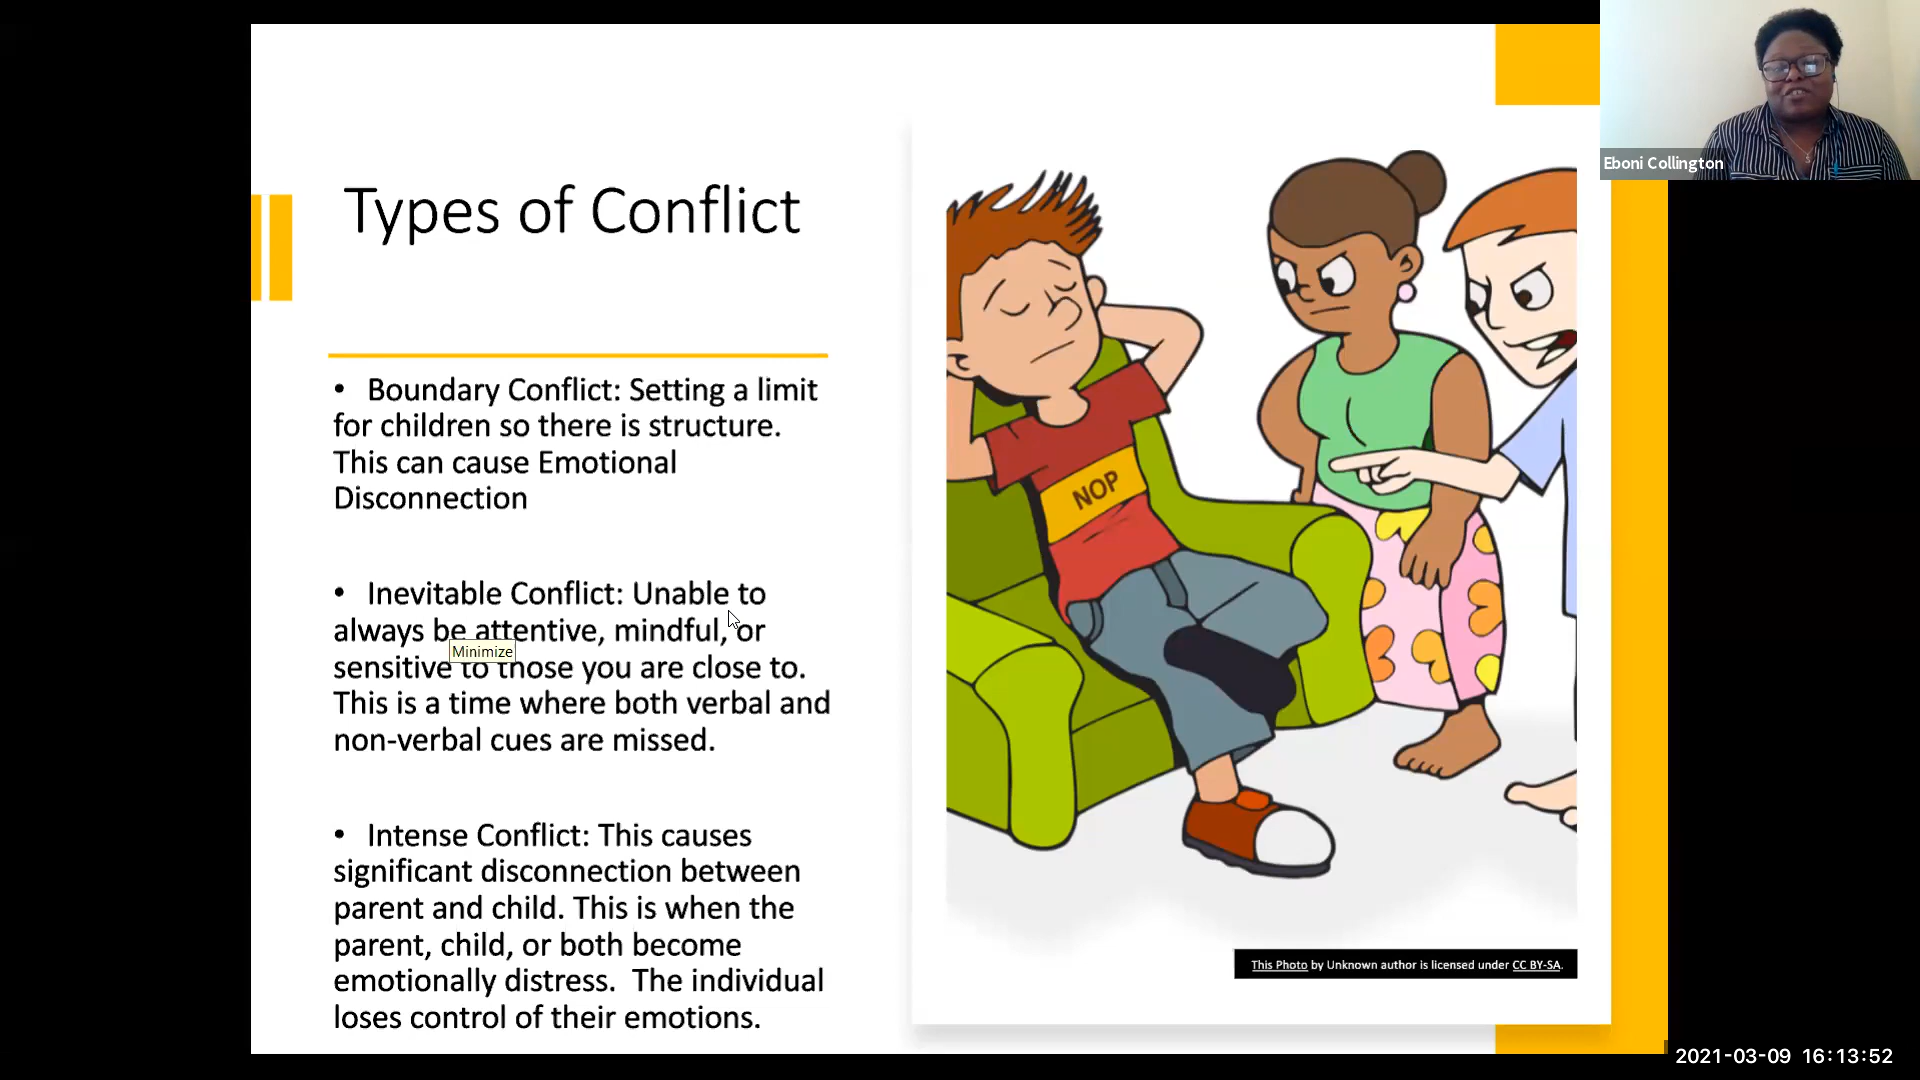 Eboni Collington
Types of Conflict
• Boundary Conflict: Setting a limit
for children so there is structure.
This can cause Emotional
Disconnection
• Inevitable Conflict: Unable to
always be attentive, mindful, or
Minimize
sensitive to those you are close to.
This is a time where both verbal and
non-verbal cues are missed.
• Intense Conflict: This causes
significant disconnection between
parent and child. This is when the
parent, child, or both become
emotionally distress.  The individual
loses control of their emotions.
NOP
This Photo by Unknown author is licensed under CC BY-SA.
2021-03-09 16:13:52